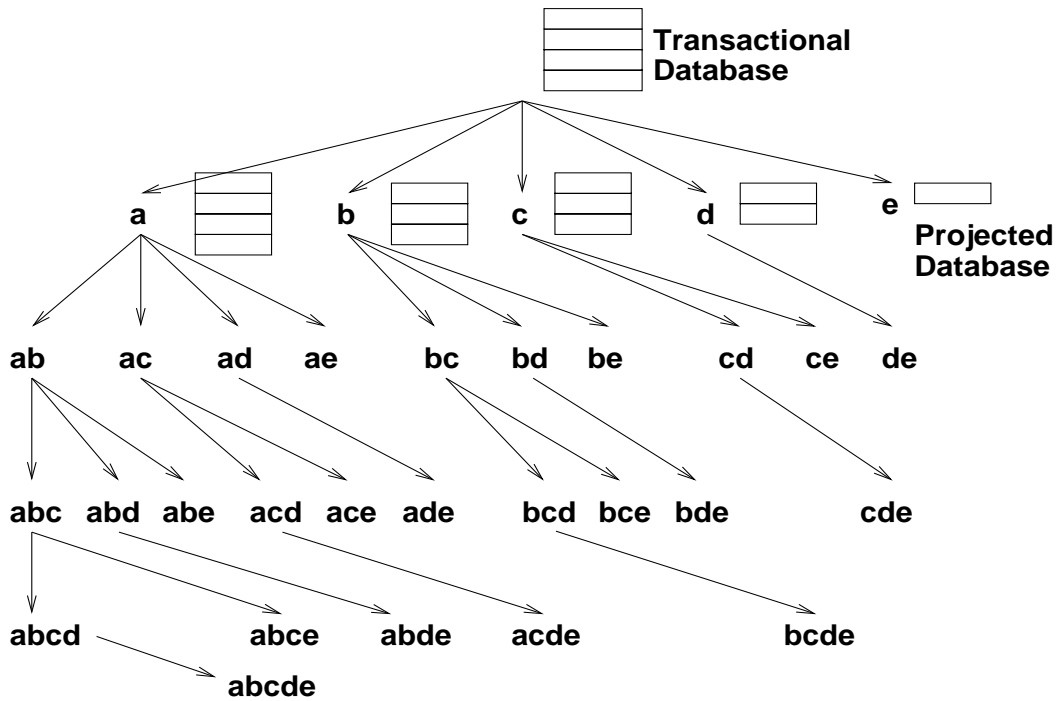 Transactional
Database
a b c d e
Projected
Database
ab ac ad ae bc bd be cd ce de
abc abd abe acd ace ade bcd bce bde cde
abcd abce abde acde bcde
abcde